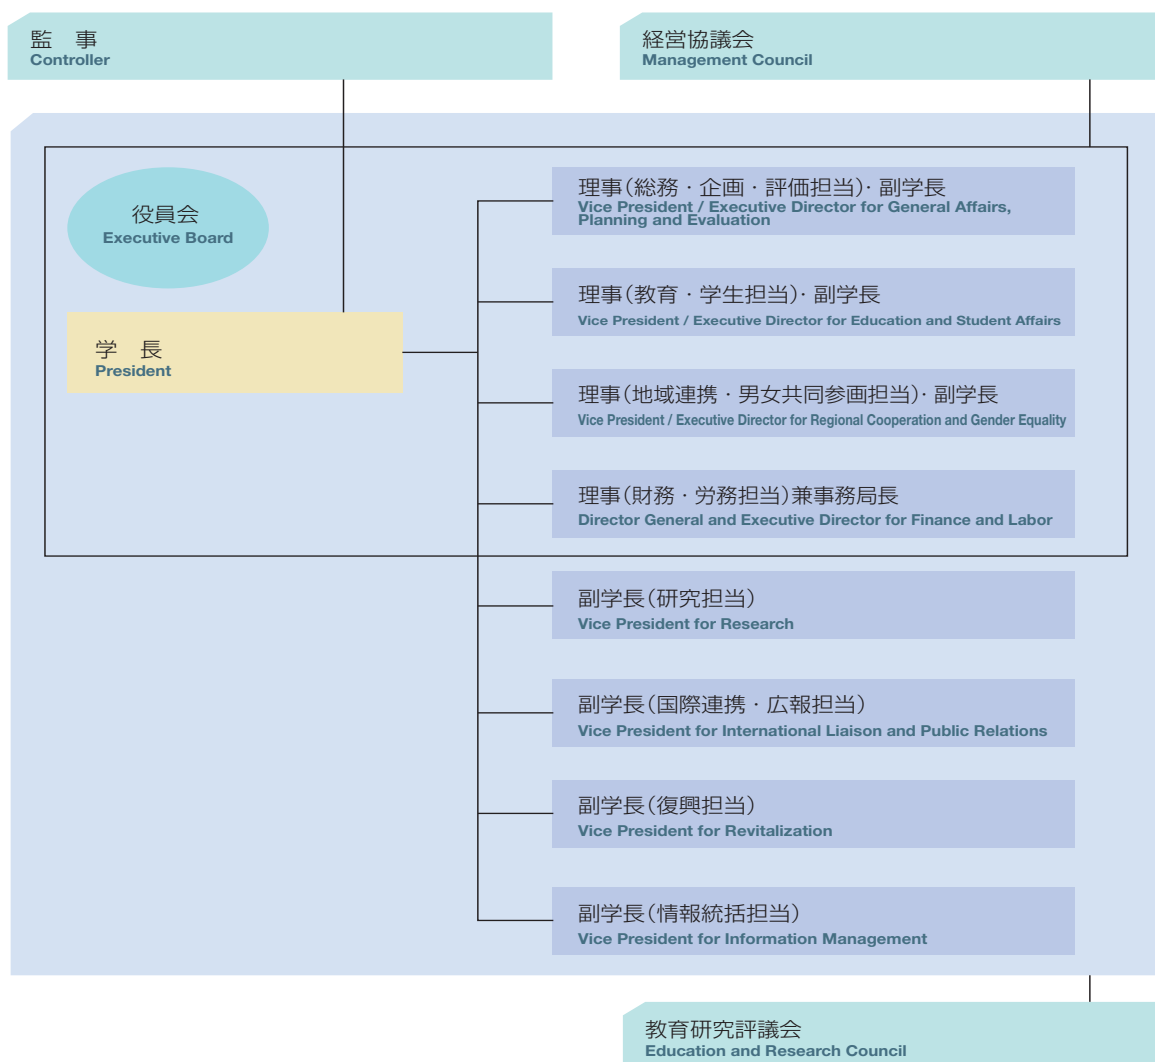 監　事
Controller
経営協議会
Management Council
役員会
Executive Board
学　長
President
理事(総務・企画・評価担当)・副学長
Vice President / Executive Director for General Affairs,
Planning and Evaluation
理事(教育・学生担当)・副学長
Vice President / Executive Director for Education and Student Affairs
理事(地域連携・男女共同参画担当)・副学長
Vice President / Executive Director for Regional Cooperation and Gender Equality
理事(財務・労務担当)兼事務局長
Director General and Executive Director for Finance and Labor
副学長(研究担当)
Vice President for Research
副学長(国際連携・広報担当)
Vice President for International Liaison and Public Relations
副学長(復興担当)
Vice President for Revitalization
副学長(情報統括担当)
Vice President for Information Management
教育研究評議会
Education and Research Council